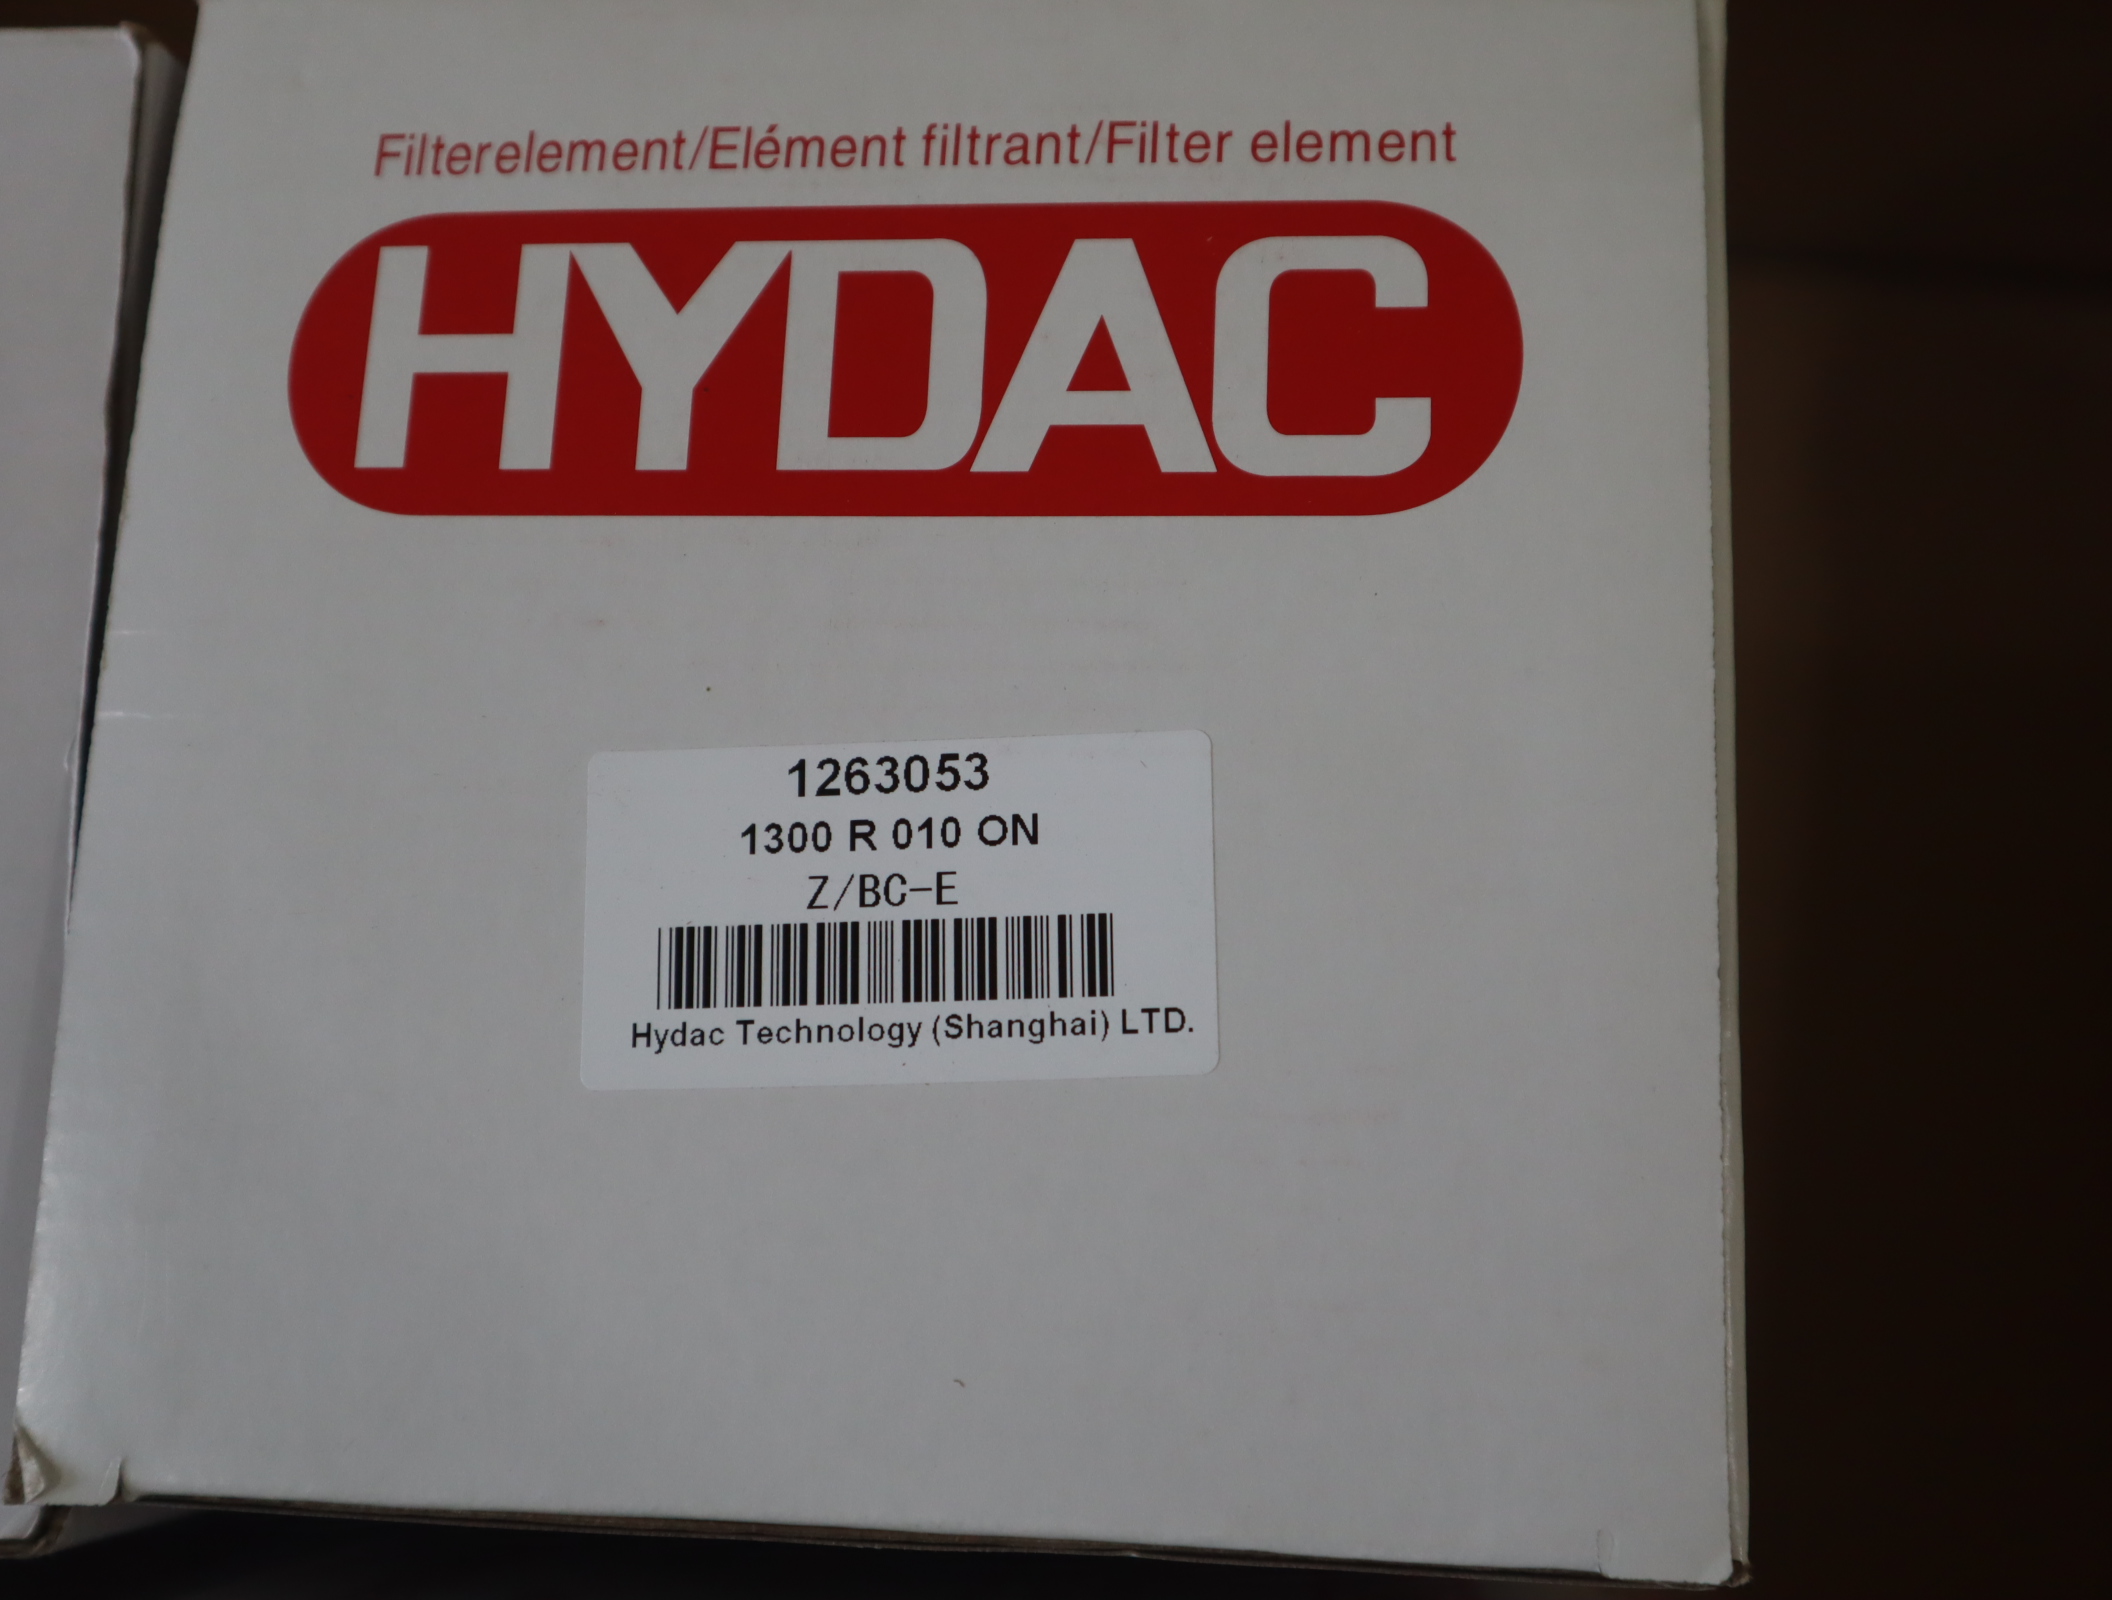 Filterelement/Elément filtrant/Filter element
HYDAC
1263053
1300 R 010 ON
Z/BC-E
Hydac Technology (Shanghai) LTD.